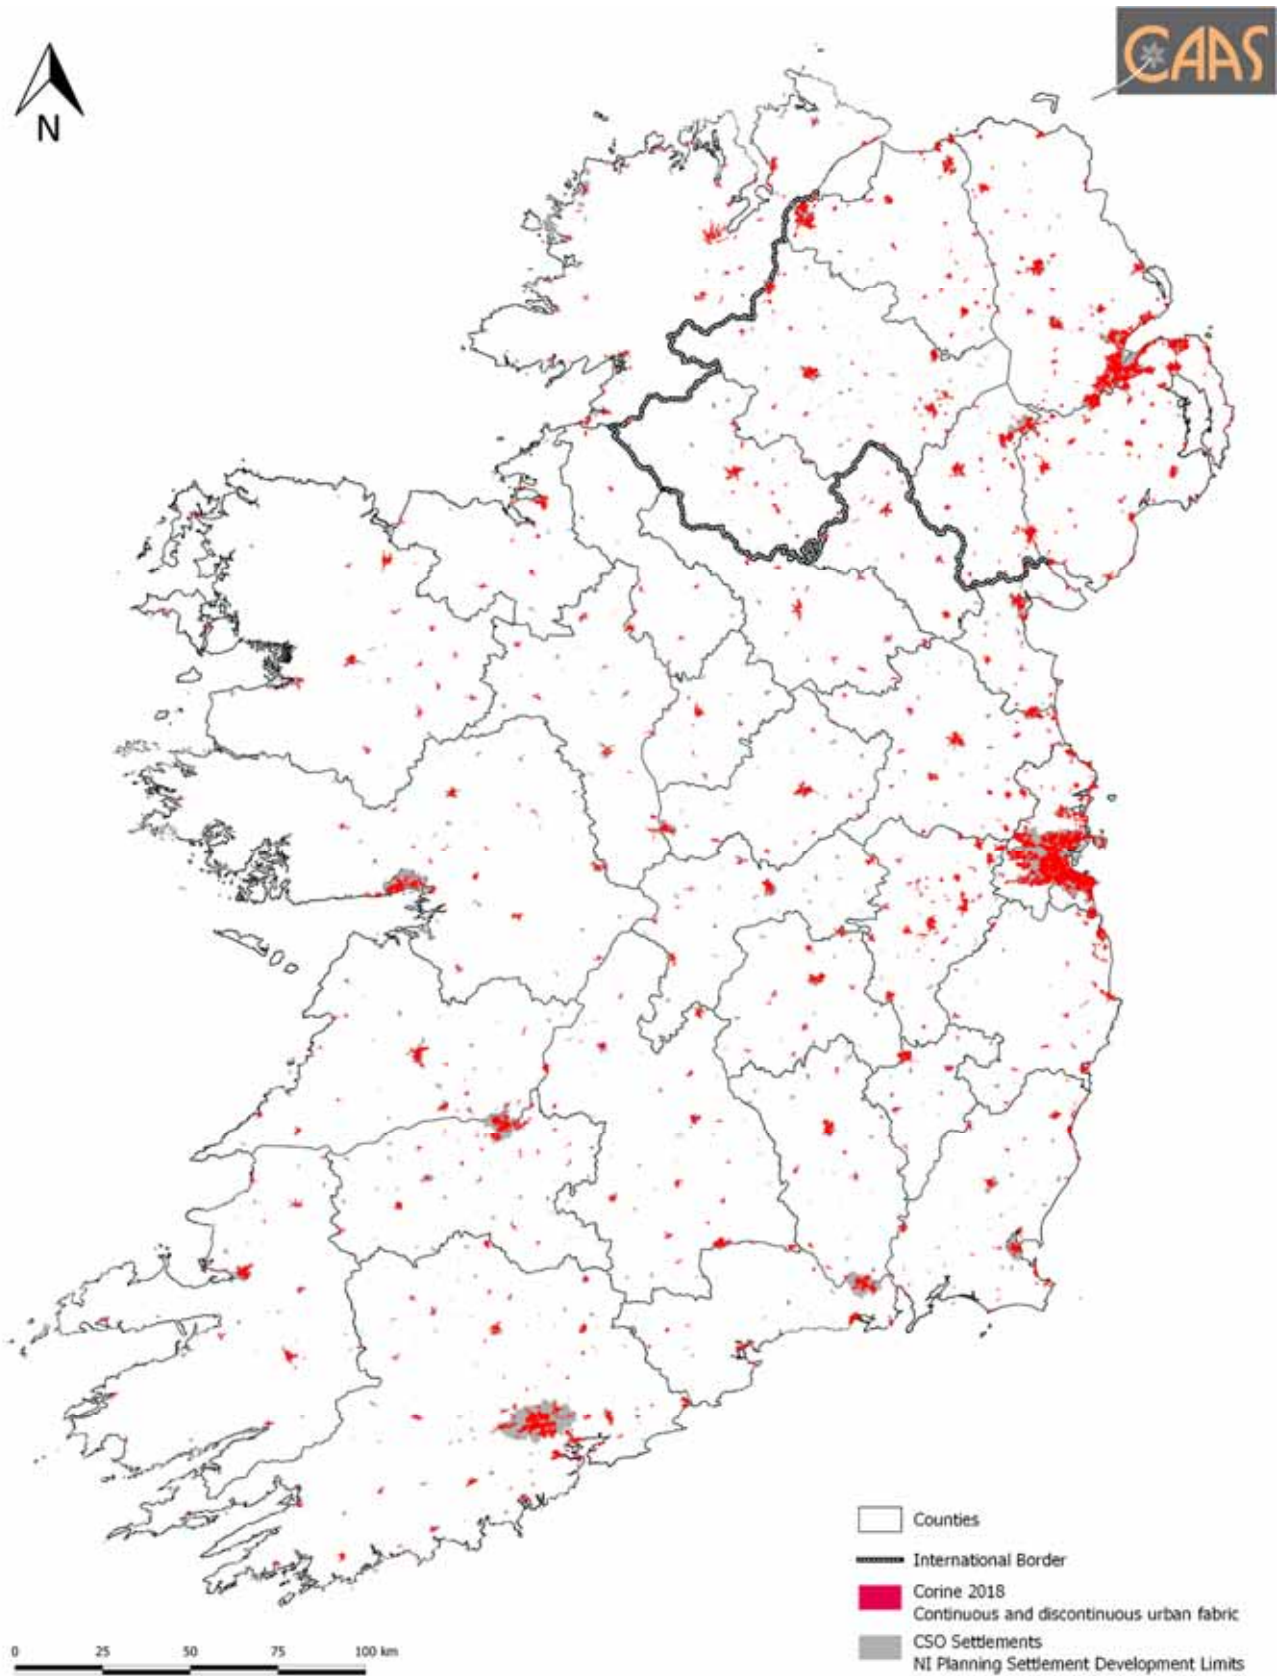 CAAS
N
Counties
International Border
Corine 2018
Continuous and discontinuous urban fabric
CSO Settlements
NI Planning Settlement Development Limits
0 25 50 75 100 km